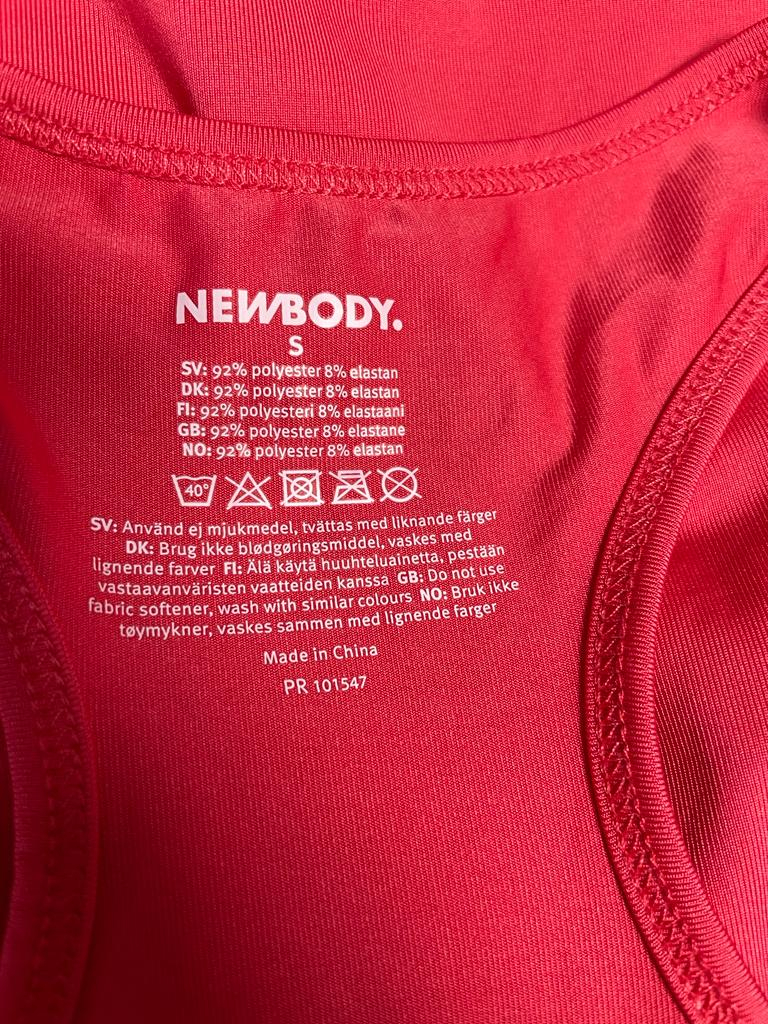 NEWBODY.
S
SV: 92% polyester 8% elastan
DK: 92% polyester 8% elastan
FI: 92% polyesteri 8% elastaani
GB: 92% polyester 8% elastane
NO: 92% polyester 8% elastan
40°
SV: Använd ej mjukmedel, tvättas med liknande färger
DK: Brug ikke blødgøringsmiddel, vaskes med
lignende farver FI: Älä käytä huuhteluainetta, pestään
vastaavanväristen vaatteiden kanssa GB: Do not use
fabric softener, wash with similar colours NO: Bruk ikke
tøymykner, vaskes sammen med lignende farger
Made in China
PR 101547